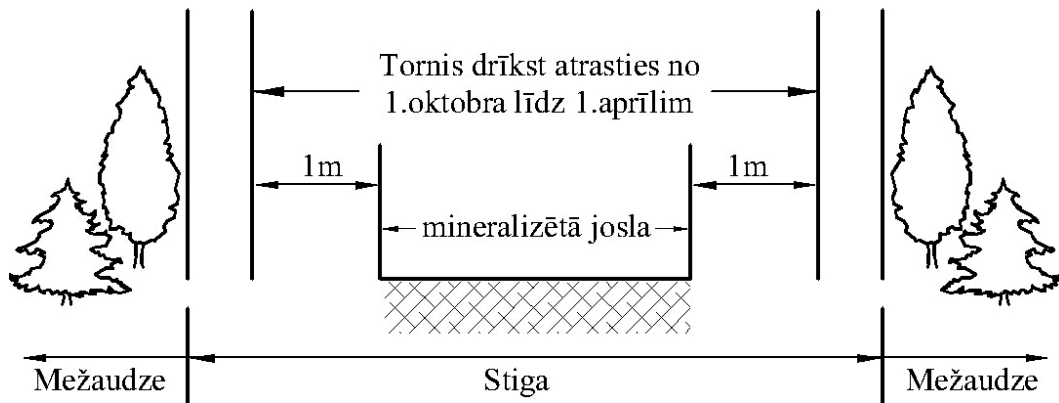 Tornis drīkst atrasties no
1.oktobra līdz 1.aprīlim
1m
1m
mineralizētā josla
Mežaudze
Stiga
Mežaudze